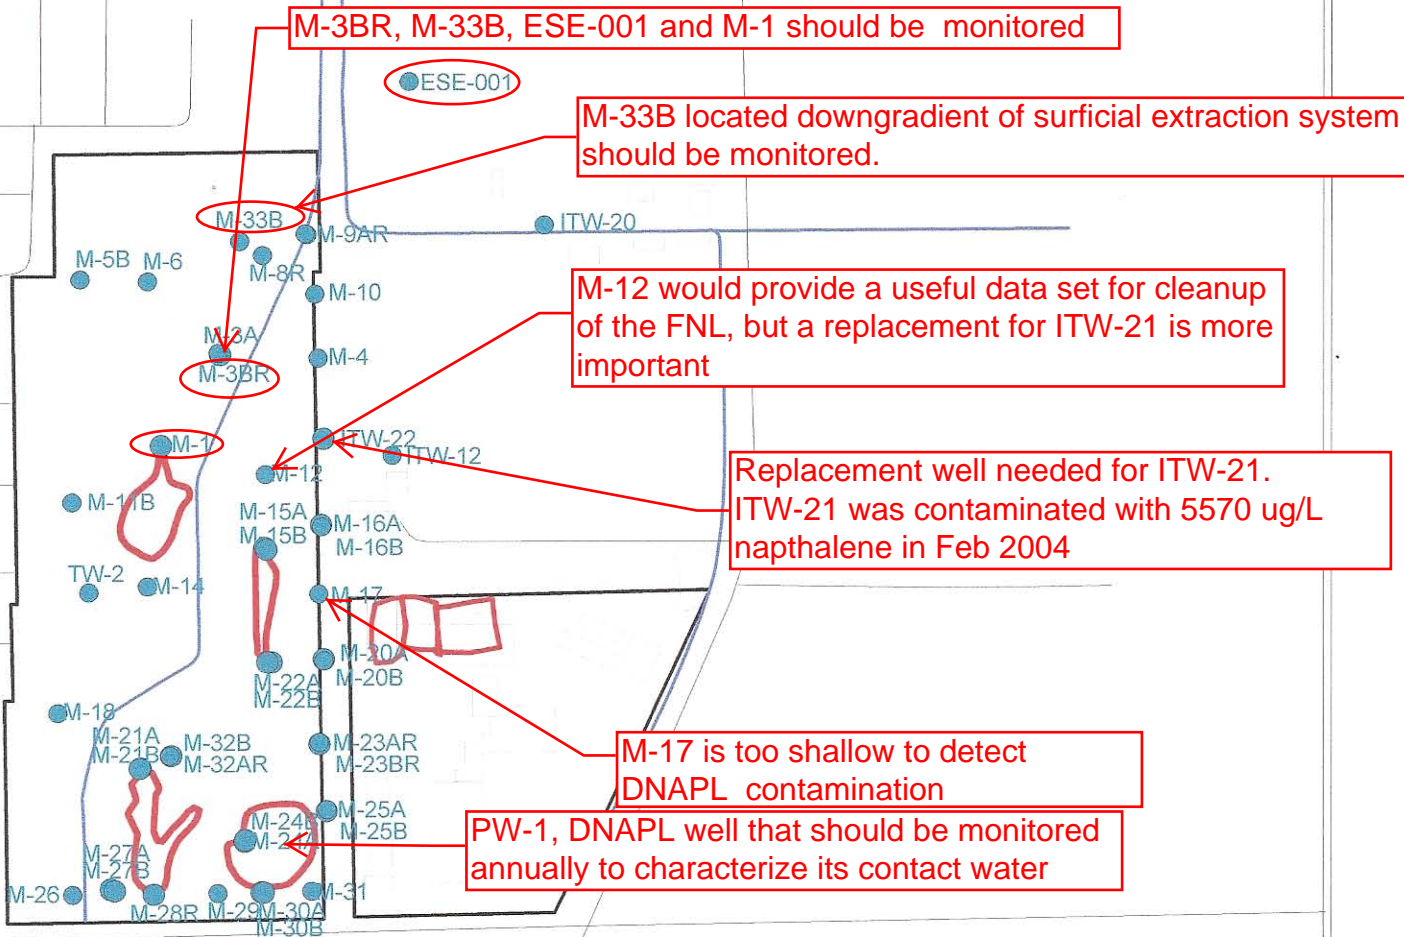 M-3BR, M-33B, ESE-001 and M-1 should be monitored
ESE-001
M-33B located downgradient of surficial extraction system
should be monitored.
M-33B
M-9AR
ITW-20
M-5B
M-6
M-8R
M-10
M-12 would provide a useful data set for cleanup
of the FNL, but a replacement for ITW-21 is more
important
M-3A
M-4
M-3BR
M-1
ITW-22
ITW-12
M-12
Replacement well needed for ITW-21.
ITW-21 was contaminated with 5570 ug/L
napthalene in Feb 2004
M-11B
M-15A
M-15B
M-16A
M-16B
TW-2
M-14
M-17
M-20A
M-20B
M-22A
M-22B
M-18
M-21A
M-21B
M-32B
M-32AR
M-23AR
M-23BR
M-17 is too shallow to detect
DNAPL contamination
M-25A
M-25B
M-24B
M-24A
PW-1, DNAPL well that should be monitored
annually to characterize its contact water
M-27A
M-27B
M-26
M-28R
M-29
M-30A
M-30B
M-31